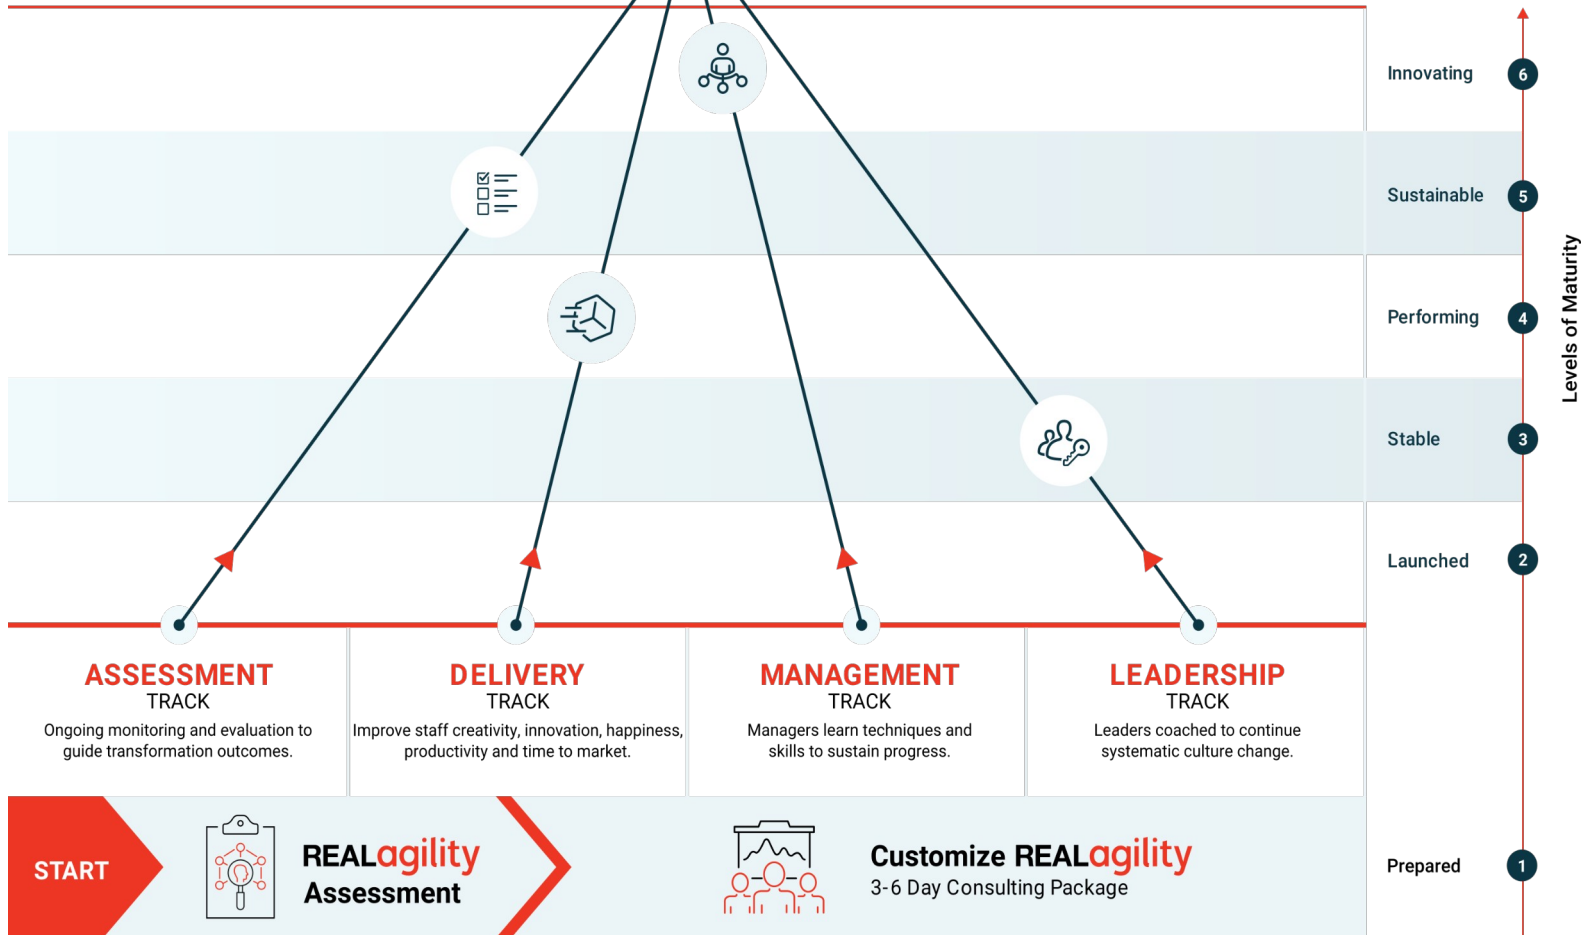 Innovating 6
Sustainable 5
Performing 4
Stable 3
Launched 2
Levels of Maturity
ASSESSMENT
TRACK
Ongoing monitoring and evaluation to
guide transformation outcomes.
DELIVERY
TRACK
Improve staff creativity, innovation, happiness,
productivity and time to market.
MANAGEMENT
TRACK
Managers learn techniques and
skills to sustain progress.
LEADERSHIP
TRACK
Leaders coached to continue
systematic culture change.
START
REALagility
Assessment
Customize REALagility
3-6 Day Consulting Package
Prepared 1